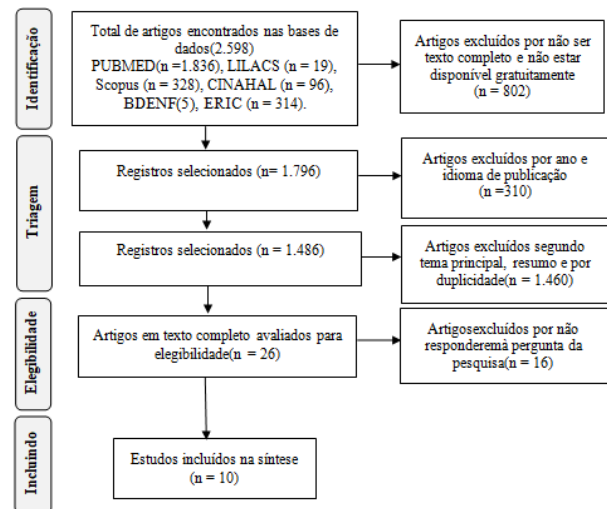 Identificação
Total de artigos encontrados nas bases de
dados(2.598)
PUBMED(n =1.836), LILACS (n = 19),
Scopus (n = 328), CINAHAL (n = 96),
BDENF(5), ERIC (n = 314).
Artigos excluídos por não ser
texto completo e não estar
disponível gratuitamente
(n = 802)
Triagem
Registros selecionados (n= 1.796)
Artigos excluídos por ano e
idioma de publicação
(n =310)
Registros selecionados (n = 1.486)
Artigos excluídos segundo
tema principal, resumo e por
duplicidade(n = 1.460)
Elegibilidade
Artigos em texto completo avaliados para
elegibilidade(n = 26)
Artigosexcluídos por não
responderemà pergunta da
pesquisa(n = 16)
Incluindo
Estudos incluídos na síntese
(n = 10)